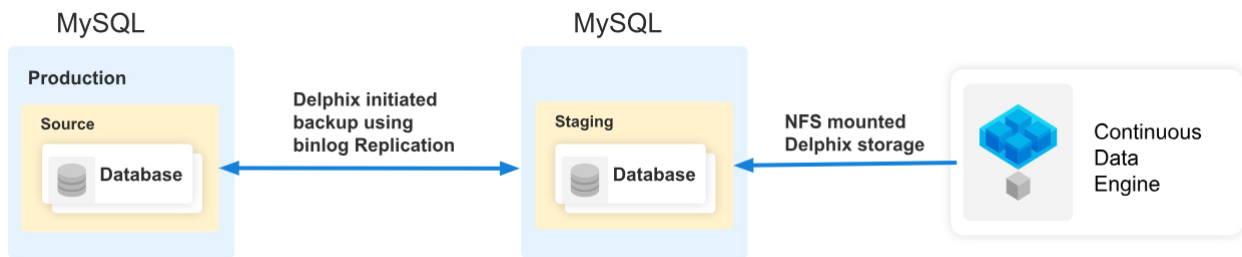 MySQL
MySQL
Production
Source
Database
Delphix initiated
backup using
binlog Replication
Staging
Database
NFS mounted
Delphix storage
Continuous
Data
Engine